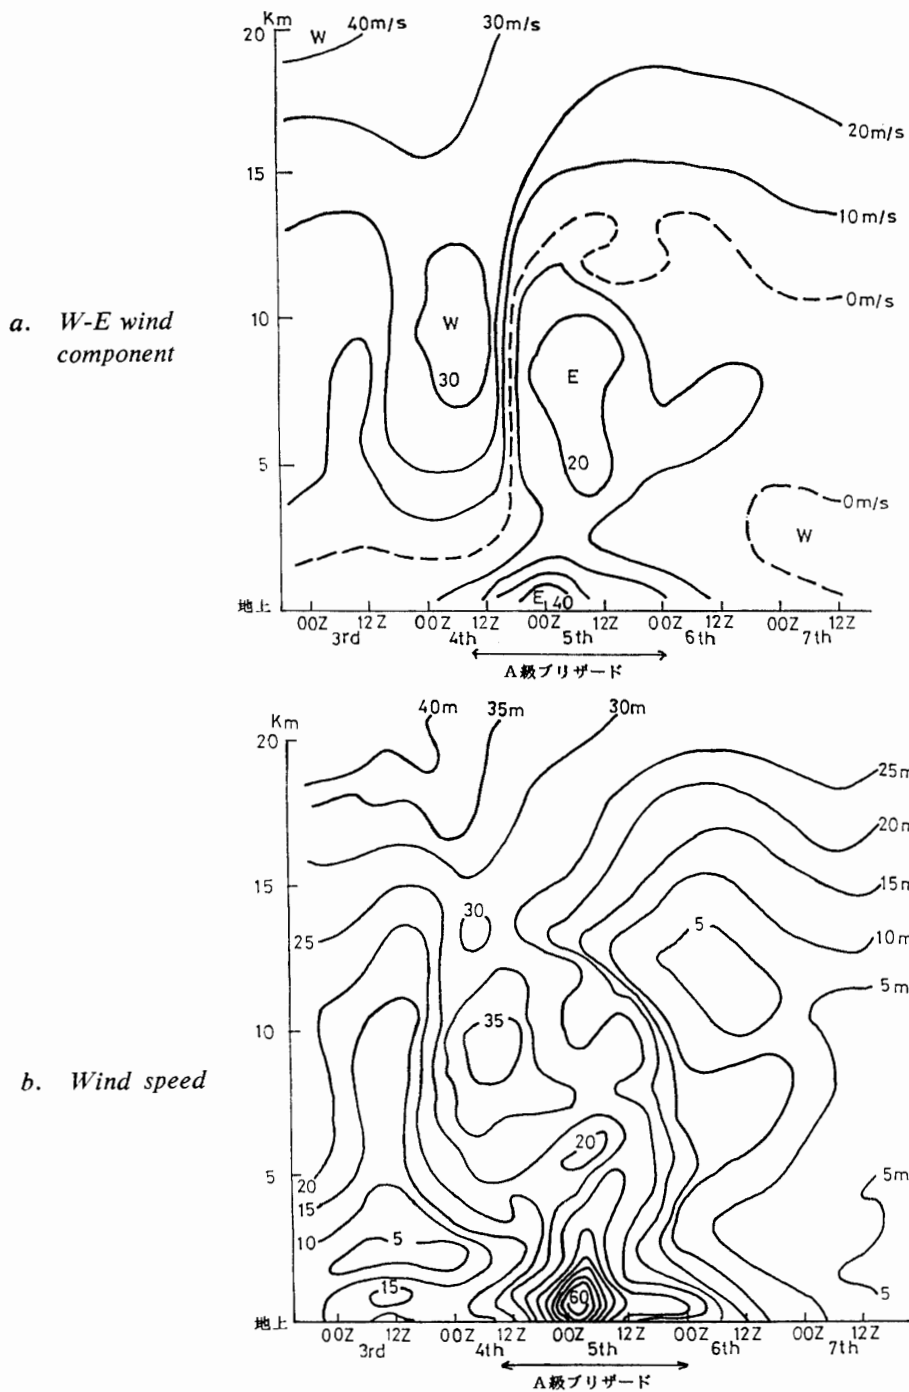 Km
20
W
40m/s
30m/s
20m/s
15
10m/s
a. W-E wind
component
10
W
30
E
20
0m/s
5
0m/s
W
地上
E
40
00Z 12Z 00Z 12Z 00Z 12Z 00Z 12Z 00Z 12Z
3rd 4th 5th 6th 7th
A級ブリザード
Km
40m 35m 30m
20
25m
20m
15
15m
30
5
25
10m
5m
10
35
b. Wind speed
20
5
5m
20
15
10
5
15
60
5
地上
00Z 12Z 00Z 12Z 00Z 12Z 00Z 12Z 00Z 12Z
3rd 4th 5th 6th 7th
A級ブリザード